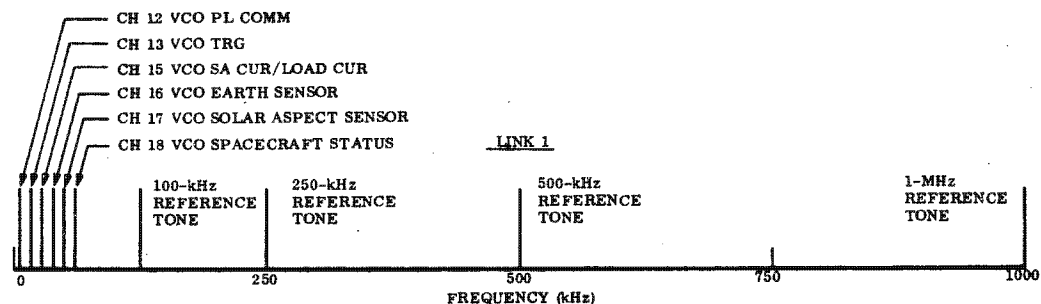 CH 12 VCO PL COMM
CH 13 VCO TRG
CH 15 VCO SA CUR/LOAD CUR
CH 16 VCO EARTH SENSOR
CH 17 VCO SOLAR ASPECT SENSOR
CH 18 VCO SPACECRAFT STATUS
LINK 1
100-kHz
REFERENCE
TONE
250-kHz
REFERENCE
TONE
500-kHz
REFERENCE
TONE
1-MHz
REFERENCE
TONE
0 250 500 750 1000
FREQUENCY (kHz)